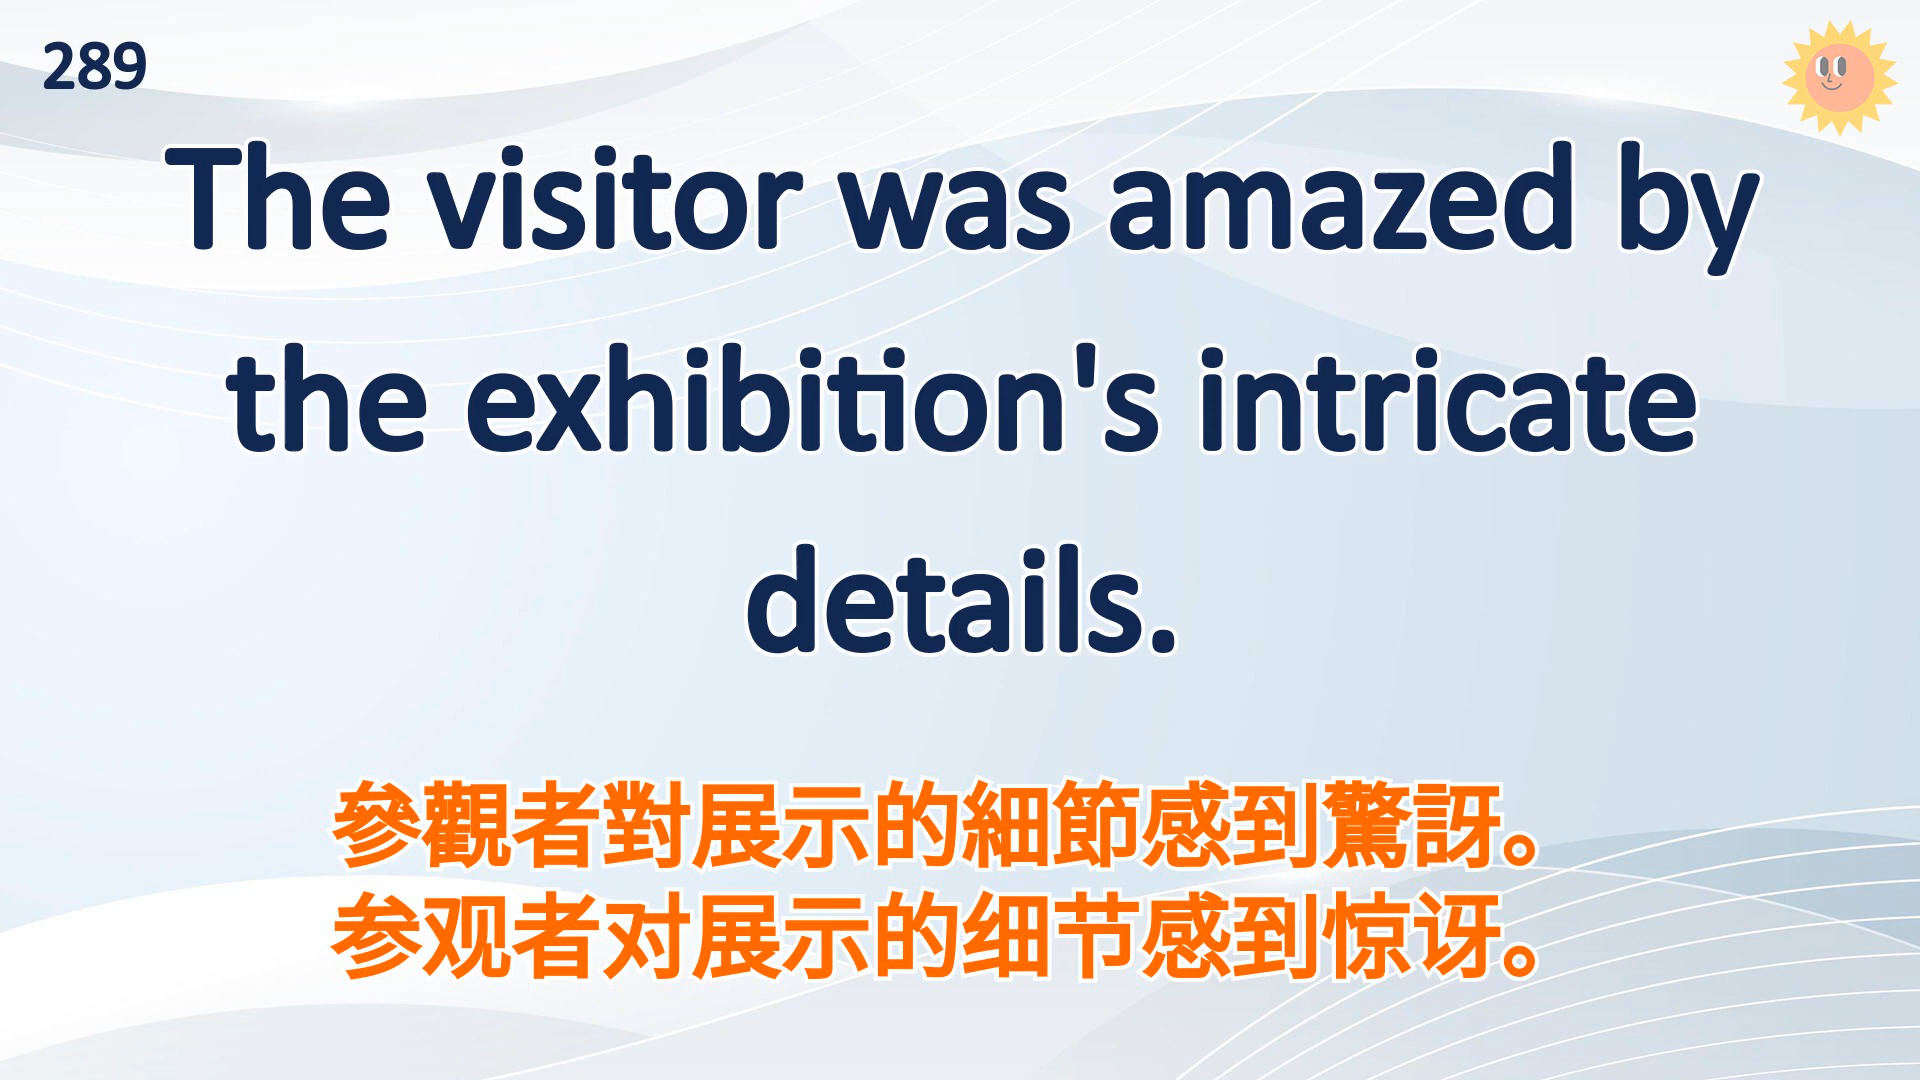 289
The visitor was amazed by
the exhibition's intricate
details.
參觀者對展示的細節感到驚訝。
参观者对展示的细节感到惊讶。